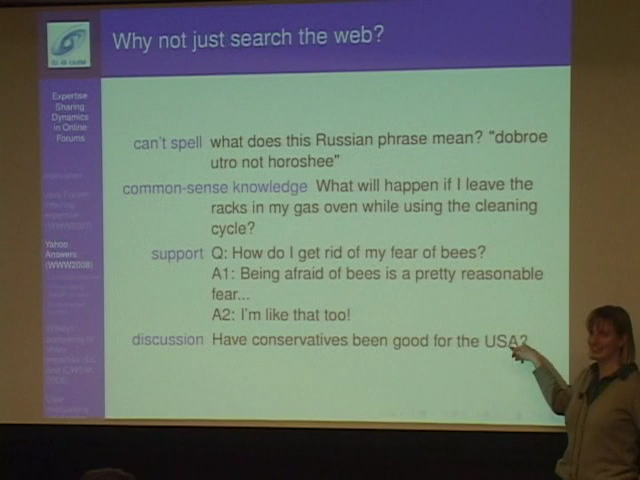 Why not just search the web?
Expertise
Sharing
Dynamics
in Online
Forums
Yahoo
Answers
(WWW2008)
can't spell what does this Russian phrase mean? "dobroe
utro not horoshee"
common-sense knowledge What will happen if I leave the
racks in my gas oven while using the cleaning
cycle?
support Q: How do I get rid of my fear of bees?
A1: Being afraid of bees is a pretty reasonable
fear...
A2: I'm like that too!
discussion Have conservatives been good for the USA?